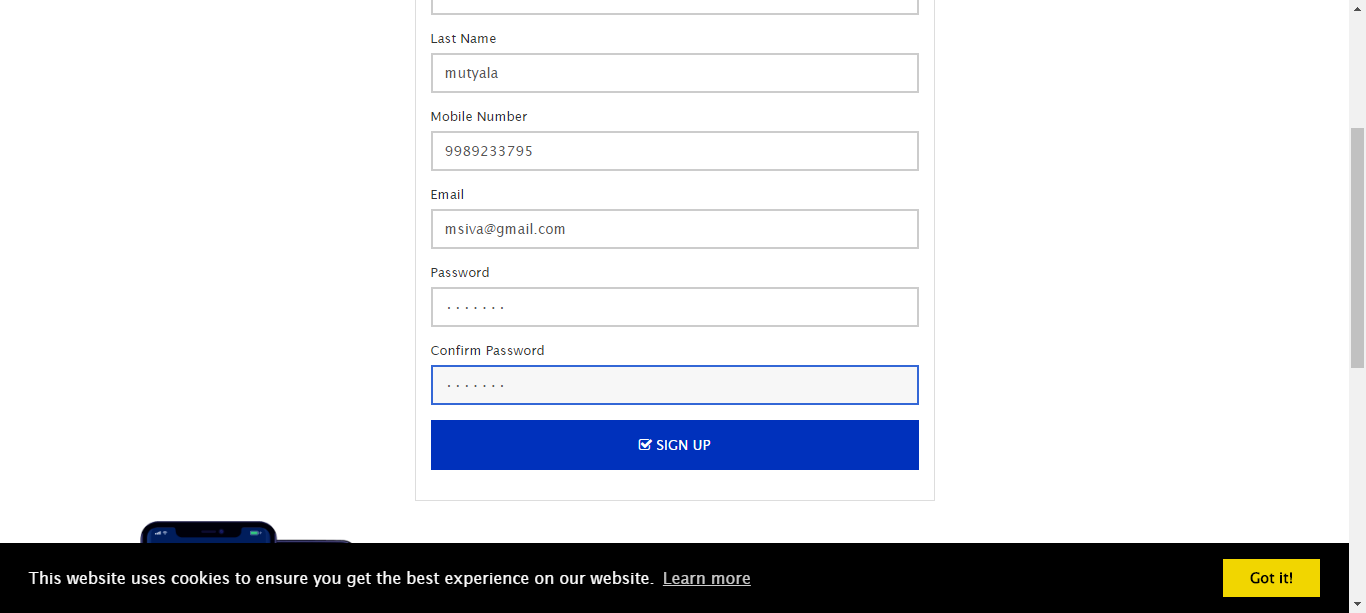 Last Name
mutyala
Mobile Number
9989233795
Email
msiva@gmail.com
Password
.......
Confirm Password
.......
SIGN UP
This website uses cookies to ensure you get the best experience on our website. Learn more
Got it!